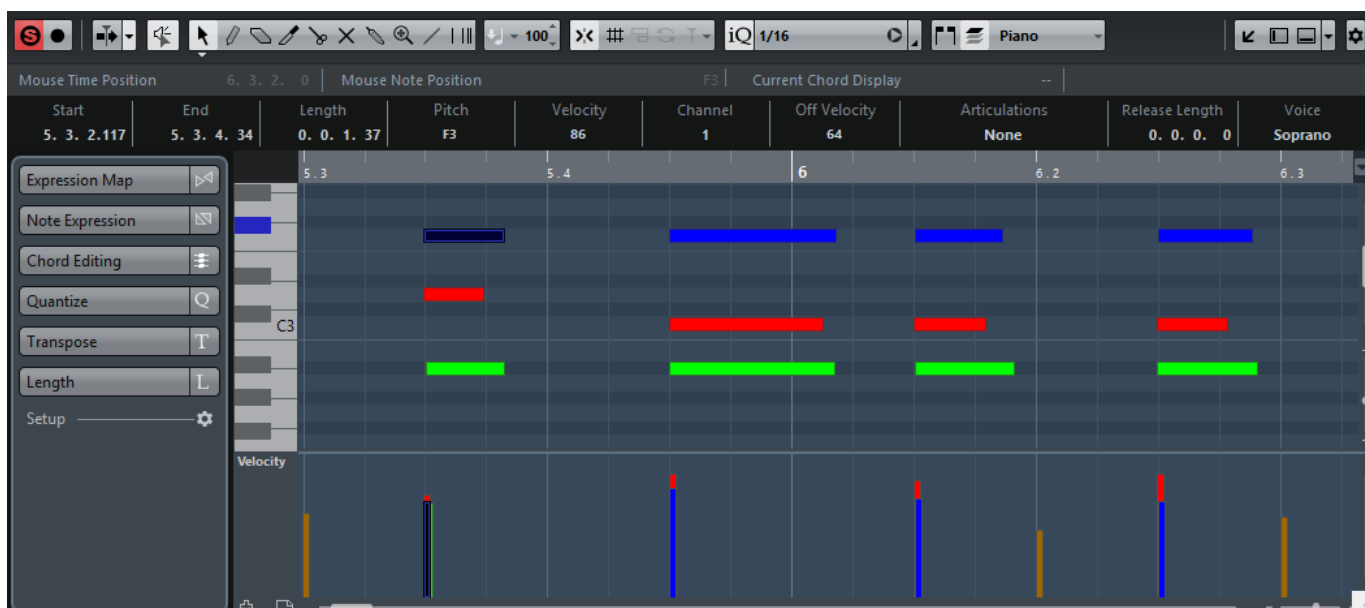 S 100 iQ 1/16 Piano
Mouse Time Position 6. 3. 2. 0 Mouse Note Position F3 Current Chord Display --
Start End Length Pitch Velocity Channel Off Velocity Articulations Release Length Voice
5. 3. 2.117 5. 3. 4. 34 0. 0. 1. 37 F3 86 1 64 None 0. 0. 0. 0 Soprano
5.3 5.4 6 6.2 6.3
Expression Map
Note Expression
Chord Editing
Quantize Q
C3
Transpose T
Length L
Setup
Velocity